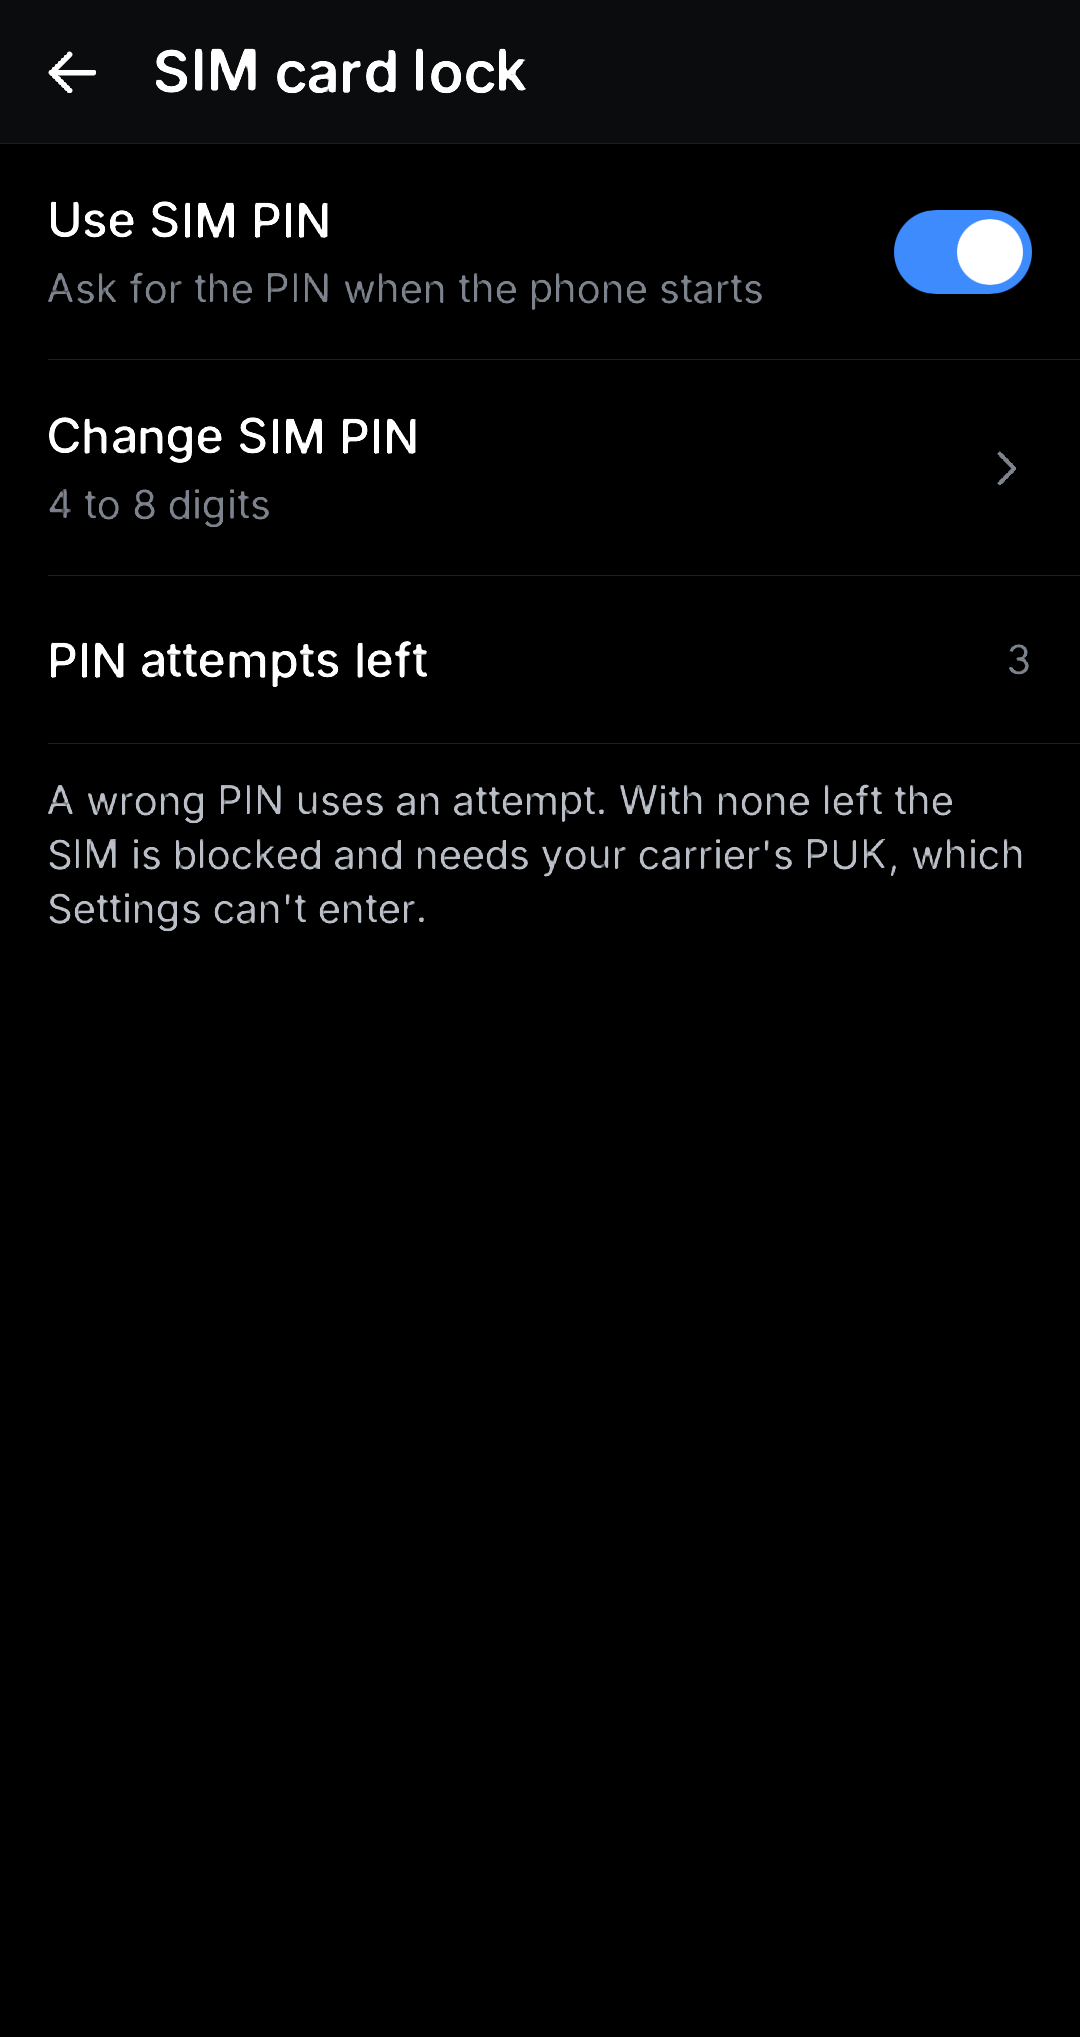 SIM card lock
Use SIM PIN
Ask for the PIN when the phone starts
Change SIM PIN
4 to 8 digits
PIN attempts left
3
A wrong PIN uses an attempt. With none left the
SIM is blocked and needs your carrier's PUK, which
Settings can't enter.